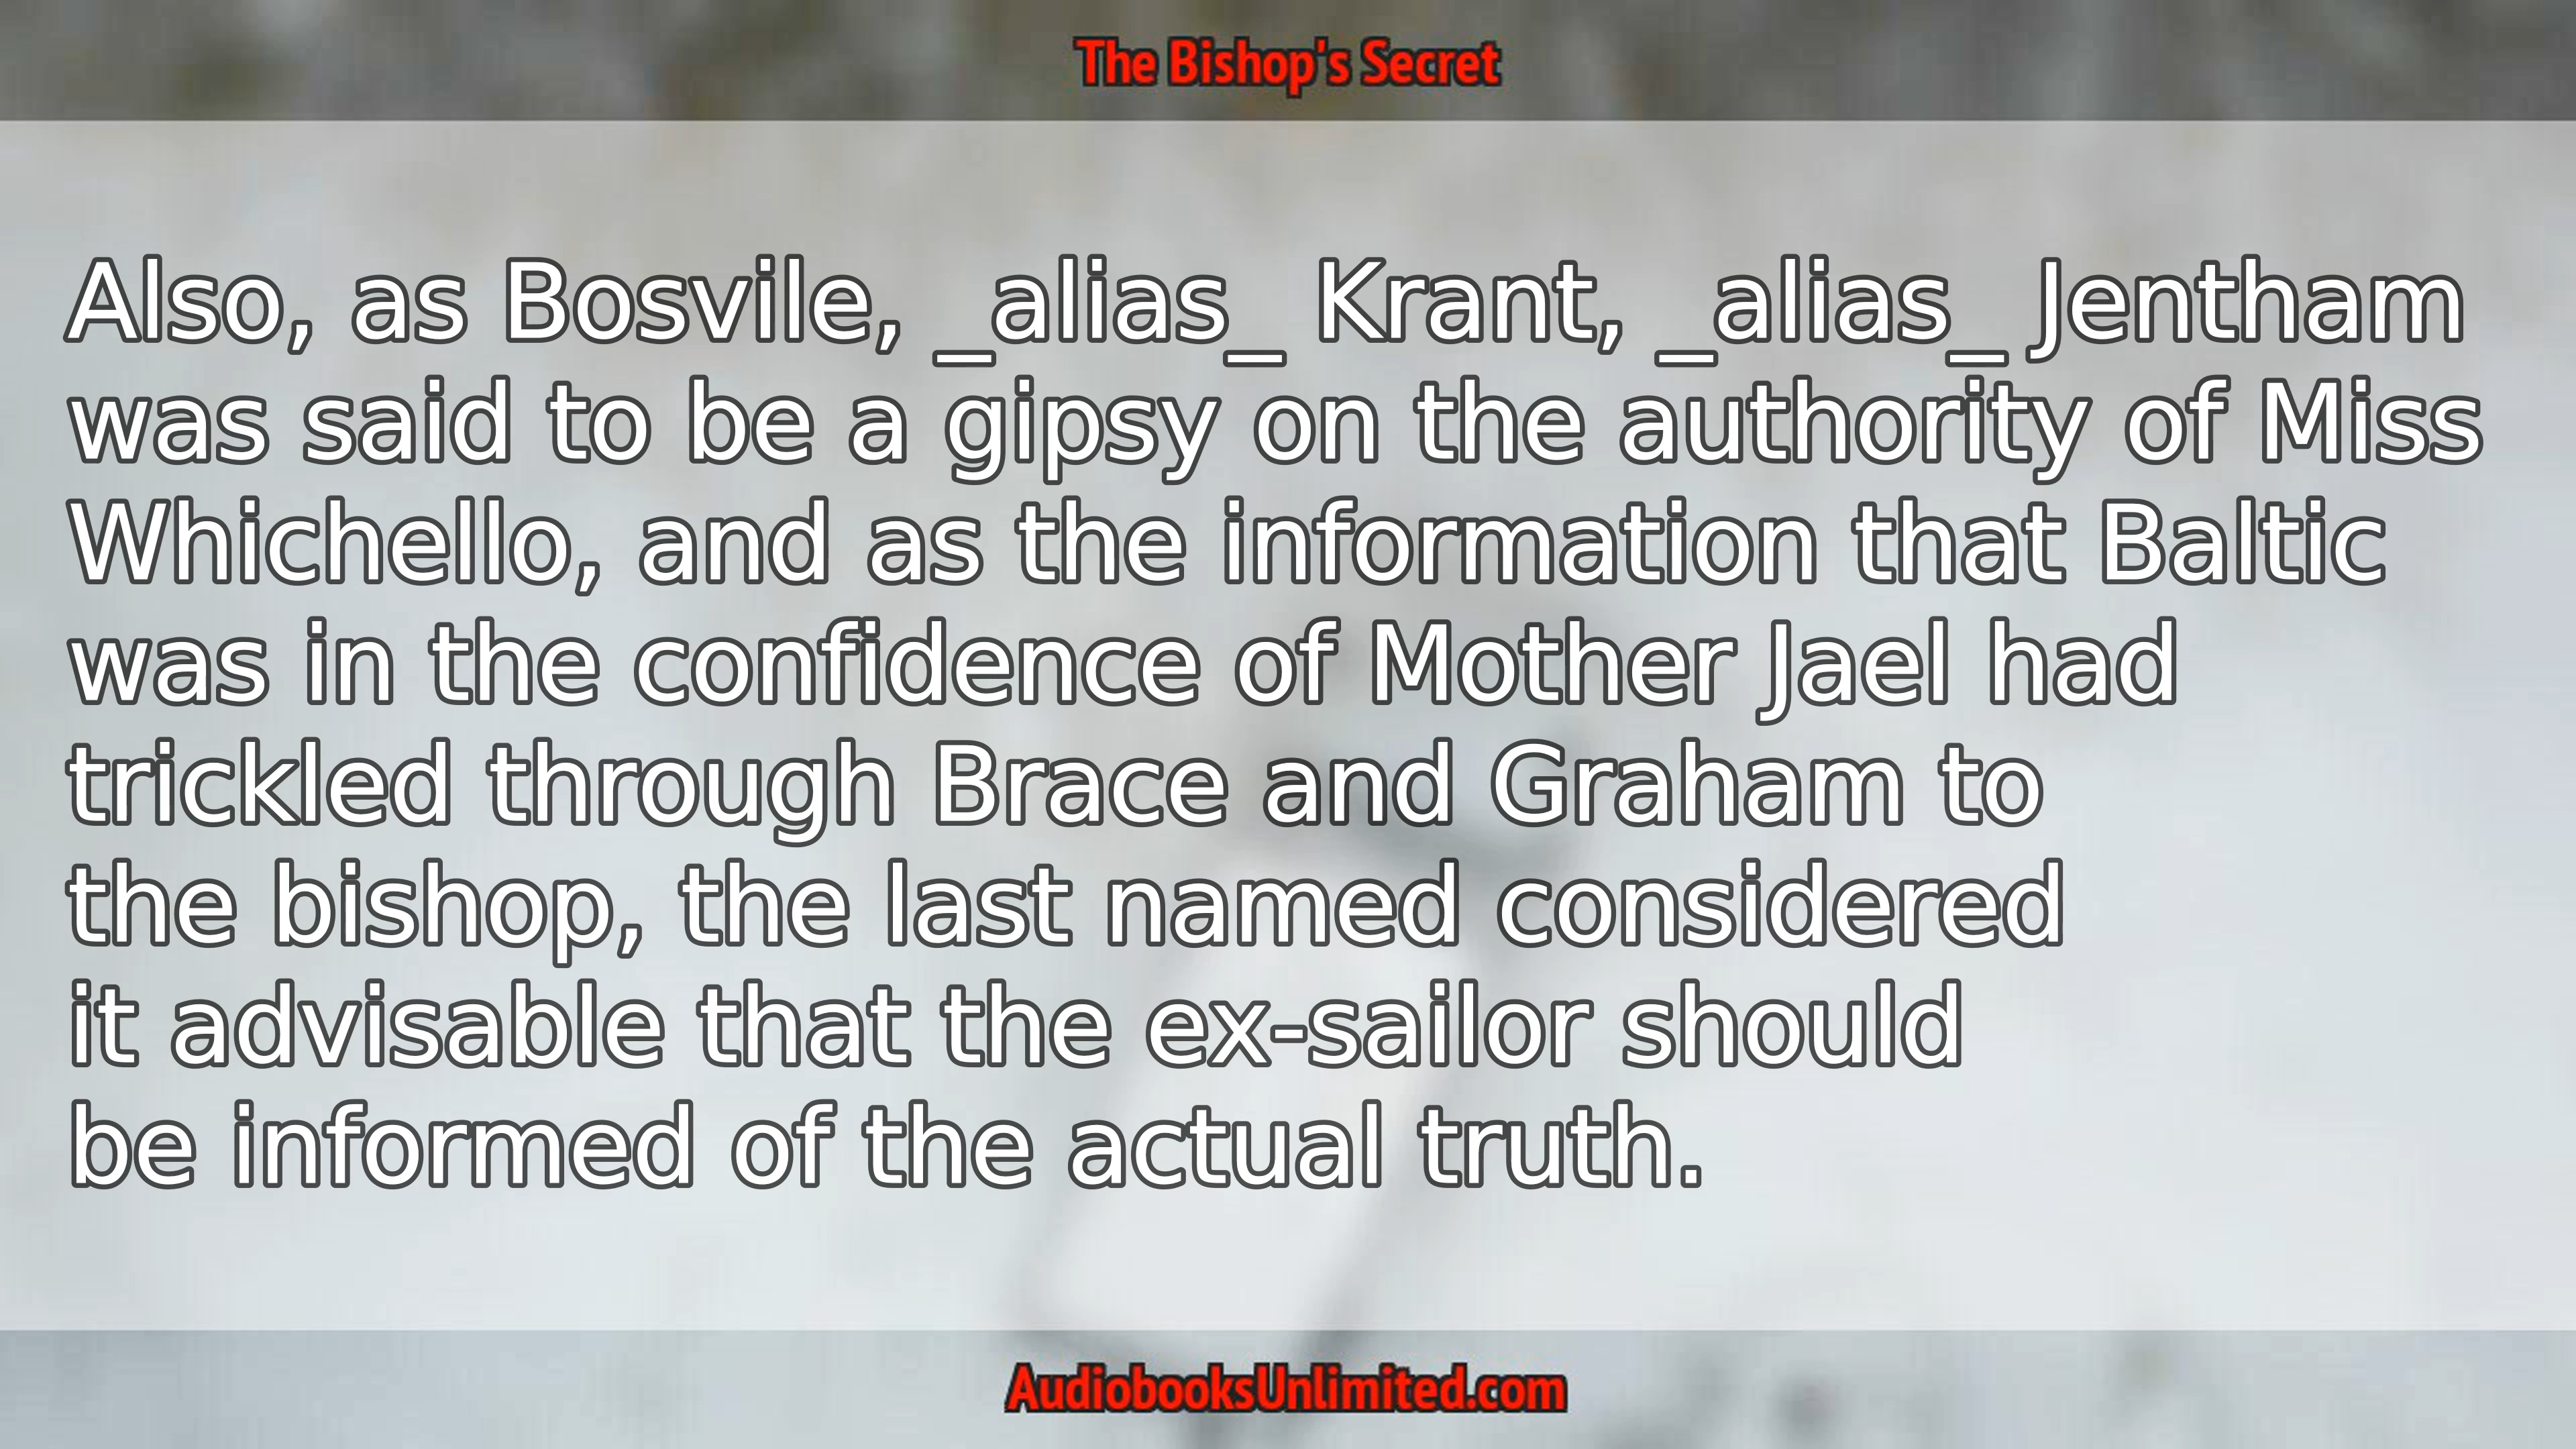 The Bishop's Secret
Also, as Bosvile, _alias_ Krant, _alias_ Jentham
was said to be a gipsy on the authority of Miss
Whichello, and as the information that Baltic
was in the confidence of Mother Jael had
trickled through Brace and Graham to
the bishop, the last named considered
it advisable that the ex-sailor should
be informed of the actual truth.
AudiobooksUnlimited.com